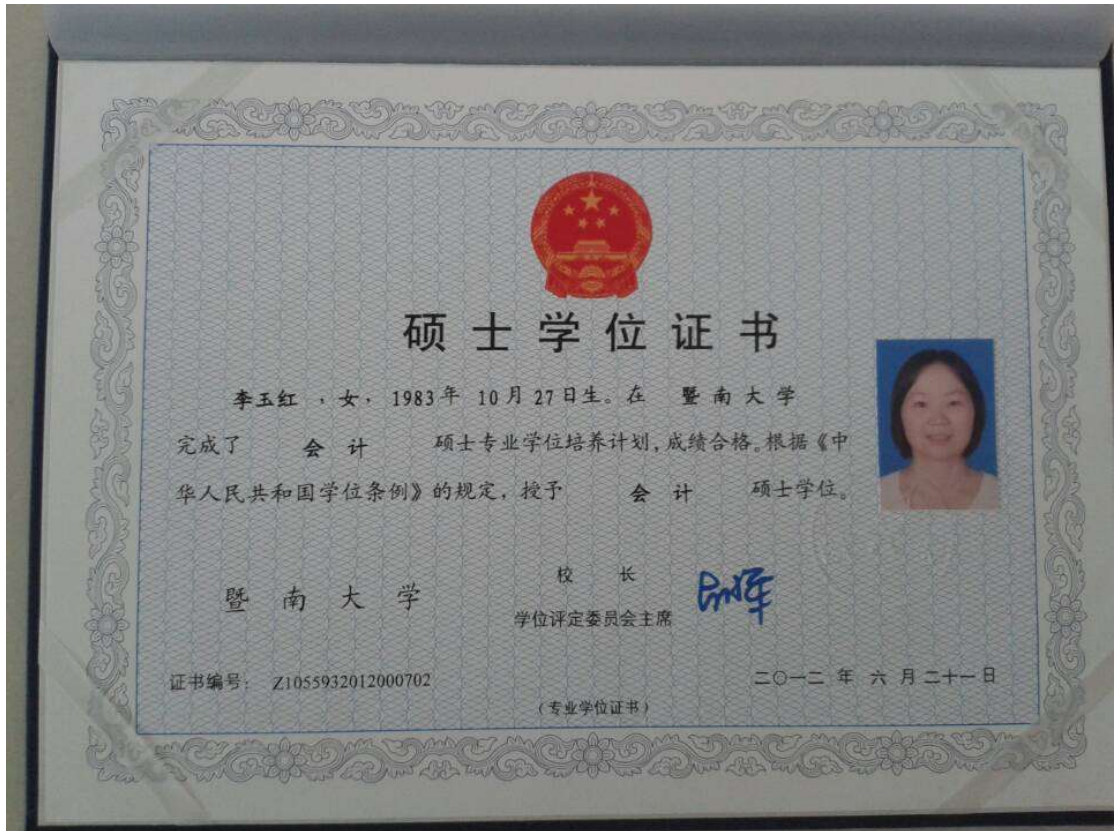 硕士学位证书
李玉红，女，1983年 10月 27日生。在 暨南大学
完成了 会计 硕士专业学位培养计划，成绩合格。根据《中
华人民共和国学位条例》的规定，授予 会计 硕士学位。
暨南大学
校 长
学位评定委员会主席
证书编号： Z1055932012000702
二〇一二 年 六 月 二十一 日
（专业学位证书）